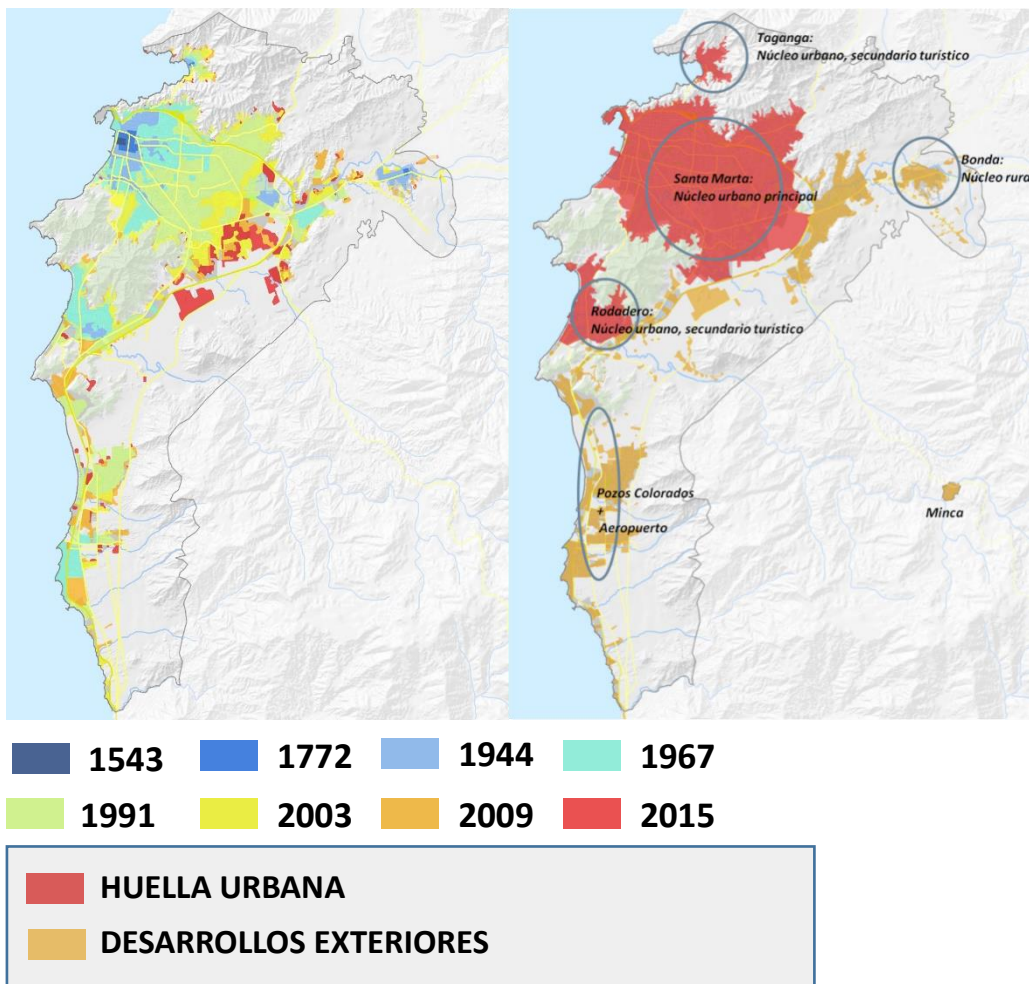 Taganga:
Núcleo urbano, secundario turístico
Santa Marta:
Núcleo urbano principal
Bonda:
Núcleo rura
Rodadero:
Núcleo urbano, secundario turístico
Pozos Colorados
+
Aeropuerto
Minca
1543 1772 1944 1967
1991 2003 2009 2015
HUELLA URBANA
DESARROLLOS EXTERIORES